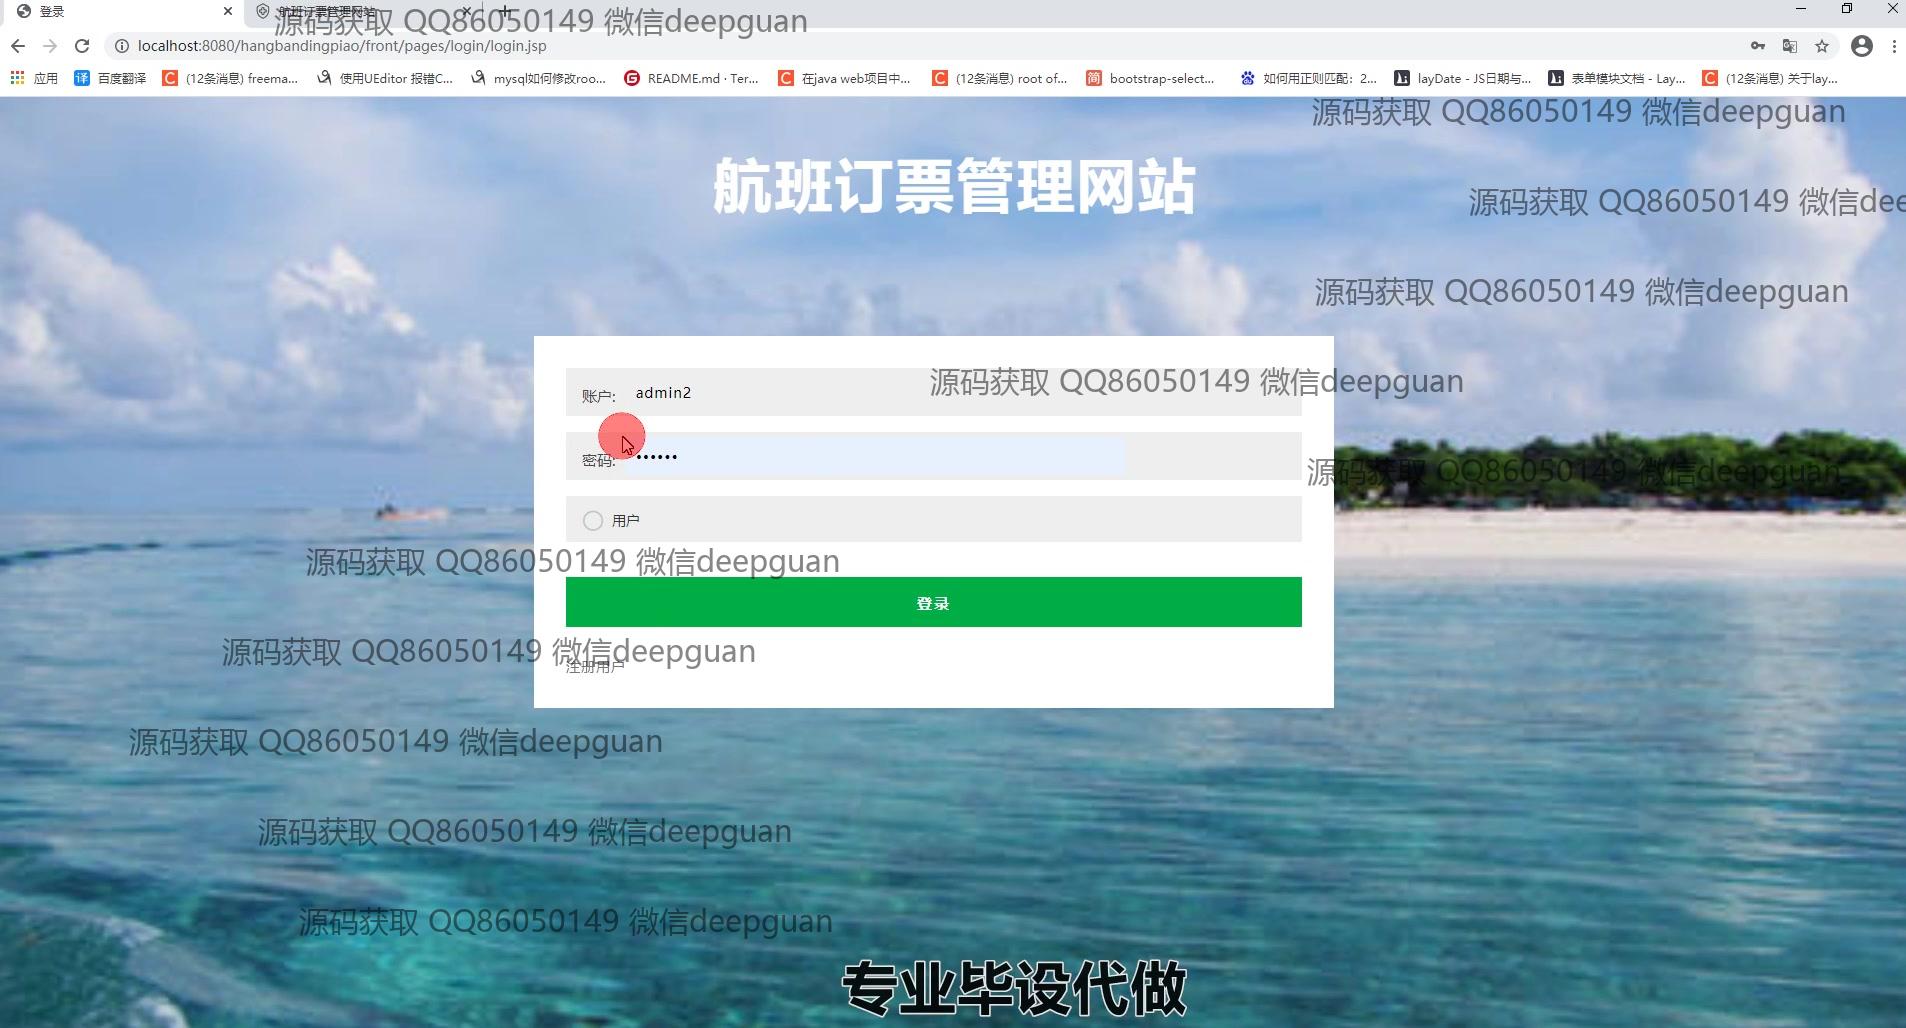 登录
航班订票管理网站
源码获取 QQ86050149 微信deepguan
localhost:8080/hangbandingpiao/front/pages/login/login.jsp
应用 百度翻译 (12条消息) freema... 使用UEditor 报错C... mysql如何修改roo... README.md · Ter... 在java web项目中... (12条消息) root of... bootstrap-select... 如何用正则匹配：2... layDate - JS日期与... 表单模块文档 - Lay... (12条消息) 关于lay...
源码获取 QQ86050149 微信deepguan
航班订票管理网站
源码获取 QQ86050149 微信dee
源码获取 QQ86050149 微信deepguan
源码获取 QQ86050149 微信deepguan
账户: admin2
密码: ••••••
源码获取 QQ86050149 微信deepguan
用户
源码获取 QQ86050149 微信deepguan
登录
源码获取 QQ86050149 微信deepguan
注册用户
源码获取 QQ86050149 微信deepguan
源码获取 QQ86050149 微信deepguan
源码获取 QQ86050149 微信deepguan
专业毕设代做